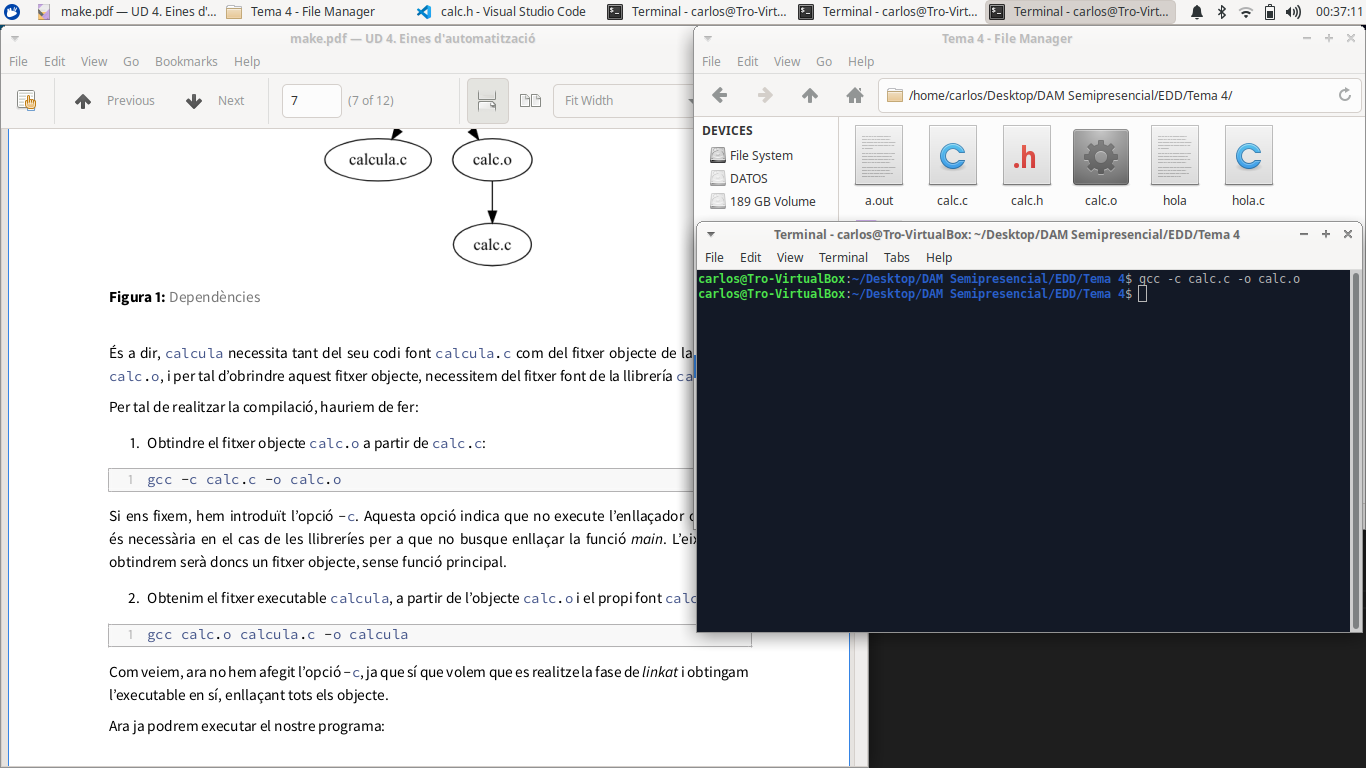 make.pdf — UD 4. Eines d'...
Tema 4 - File Manager
calc.h - Visual Studio Code
Terminal - carlos@Tro-Virt...
Terminal - carlos@Tro-Virt...
Terminal - carlos@Tro-Virt...
00:37:11
make.pdf — UD 4. Eines d'automatització
File Edit View Go Bookmarks Help
Previous Next 7 (7 of 12) Fit Width
calcula.c calc.o
calc.c
Figura 1: Dependències
És a dir, calcula necessita tant del seu codi font calcula.c com del fitxer objecte de la
calc.o, i per tal d'obrindre aquest fitxer objecte, necessitem del fitxer font de la llibrería ca
Per tal de realitzar la compilació, hauriem de fer:
1. Obtindre el fitxer objecte calc.o a partir de calc.c:
1 gcc -c calc.c -o calc.o
Si ens fixem, hem introduït l'opció -c. Aquesta opció indica que no execute l'enllaçador
és necessària en el cas de les llibreríes per a que no busque enllaçar la funció main. L'ei
obtindrem serà doncs un fitxer objecte, sense funció principal.
2. Obtenim el fitxer executable calcula, a partir de l'objecte calc.o i el propi font calc
1 gcc calc.o calcula.c -o calcula
Com veiem, ara no hem afegit l'opció -c, ja que sí que volem que es realitze la fase de linkat i obtingam
l'executable en sí, enllaçant tots els objecte.
Ara ja podrem executar el nostre programa:
Tema 4 - File Manager
File Edit View Go Help
/home/carlos/Desktop/DAM Semipresencial/EDD/Tema 4/
DEVICES
File System
DATOS
189 GB Volume
.h
a.out calc.c calc.h calc.o hola hola.c
Terminal - carlos@Tro-VirtualBox: ~/Desktop/DAM Semipresencial/EDD/Tema 4
File Edit View Terminal Tabs Help
carlos@Tro-VirtualBox:~/Desktop/DAM Semipresencial/EDD/Tema 4$ gcc -c calc.c -o calc.o
carlos@Tro-VirtualBox:~/Desktop/DAM Semipresencial/EDD/Tema 4$